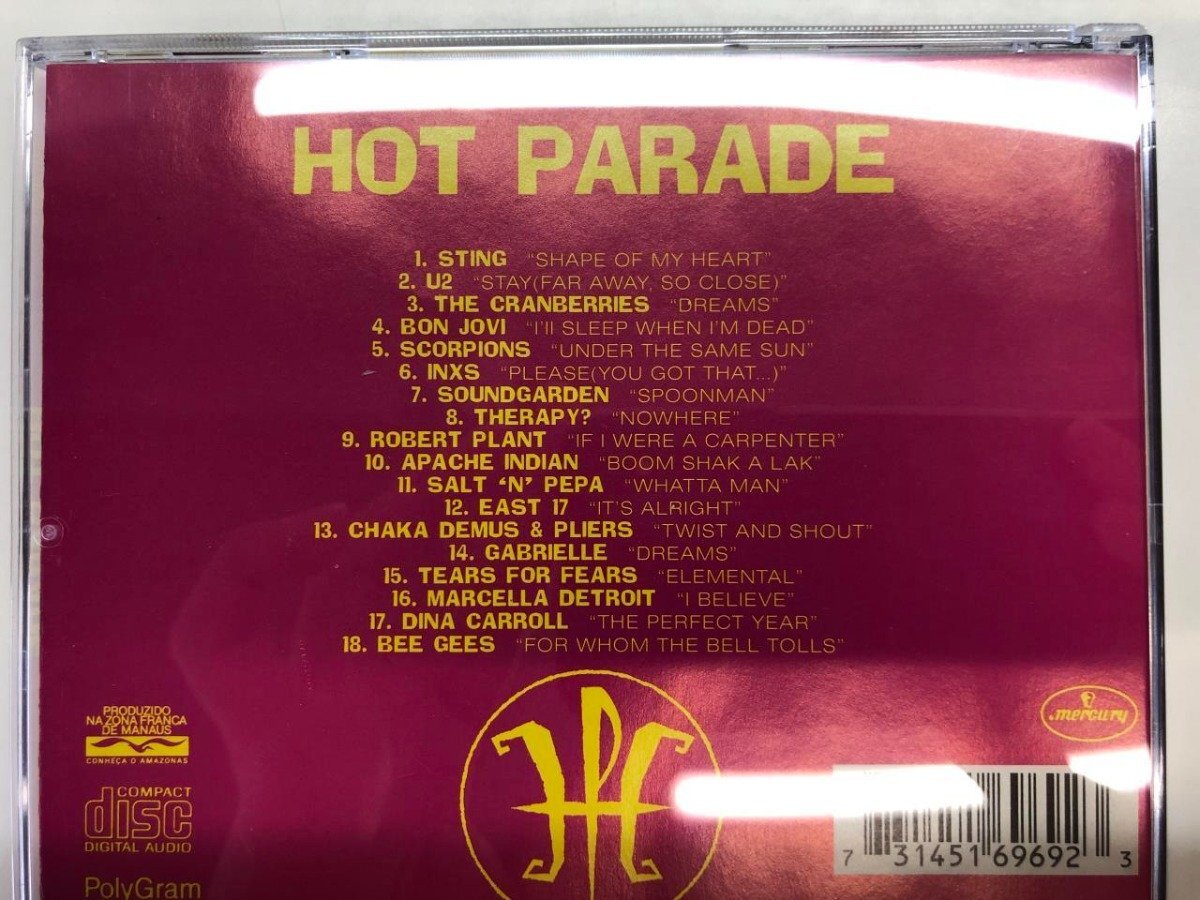 HOT PARADE
1. STING "SHAPE OF MY HEART"
2. U2 "STAY(FAR AWAY, SO CLOSE)"
3. THE CRANBERRIES "DREAMS"
4. BON JOVI "I'll SLEEP WHEN I'M DEAD"
5. SCORPIONS "UNDER THE SAME SUN"
6. INXS "PLEASE(YOU GOT THAT...)"
7. SOUNDGARDEN "SPOONMAN"
8. THERAPY? "NOWHERE"
9. ROBERT PLANT "IF I WERE A CARPENTER"
10. APACHE INDIAN "BOOM SHAK A LAK"
11. SALT 'N' PEPA "WHATTA MAN"
12. EAST 17 "IT'S ALRIGHT"
13. CHAKA DEMUS & PLIERS "TWIST AND SHOUT"
14. GABRIELLE "DREAMS"
15. TEARS FOR FEARS "ELEMENTAL"
16. MARCELLA DETROIT "I BELIEVE"
17. DINA CARROLL "THE PERFECT YEAR"
18. BEE GEES "FOR WHOM THE BELL TOLLS"
PRODUZIDO
NA ZONA FRANCA
DE MANAUS
CONHEÇA O AMAZONAS
COMPACT
disc
DIGITAL AUDIO
PolyGram
HP
mercury
7 31451 69692 3